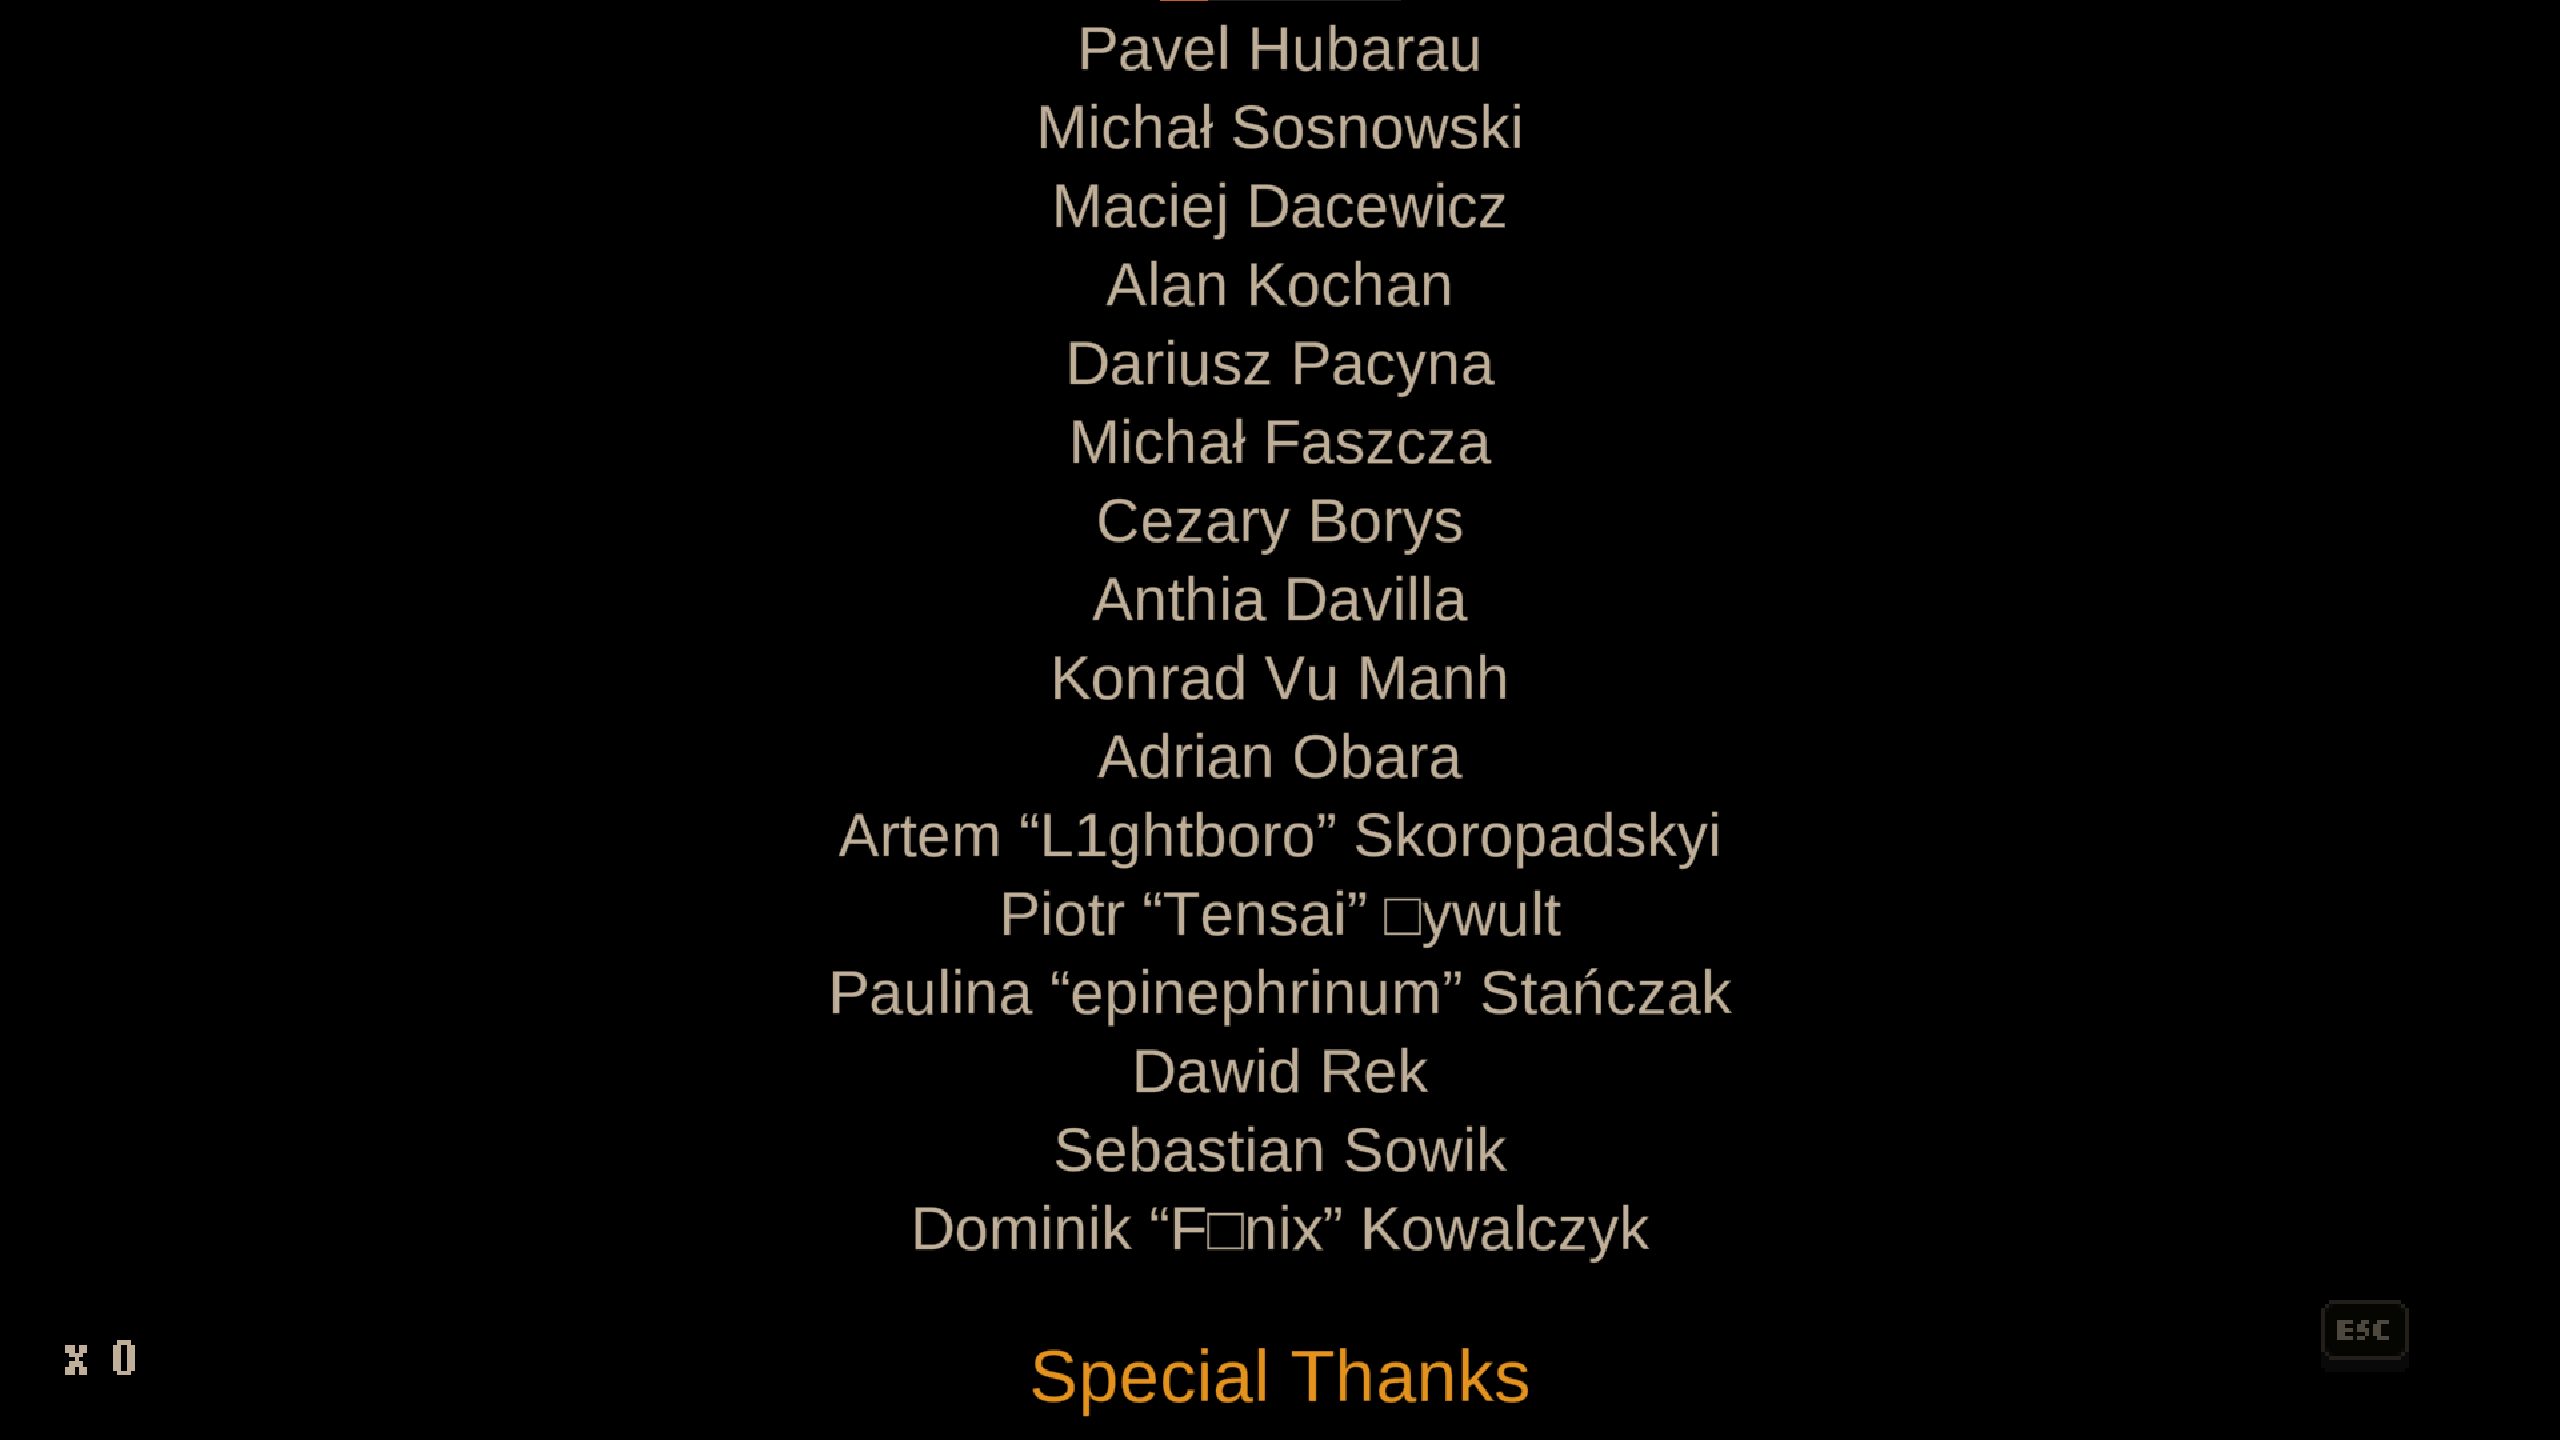 Pavel Hubarau
Michał Sosnowski
Maciej Dacewicz
Alan Kochan
Dariusz Pacyna
Michał Faszcza
Cezary Borys
Anthia Davilla
Konrad Vu Manh
Adrian Obara
Artem “L1ghtboro” Skoropadskyi
Piotr “Tensai” □ywult
Paulina “epinephrinum” Stańczak
Dawid Rek
Sebastian Sowik
Dominik “F□nix” Kowalczyk
x 0
ESC
Special Thanks